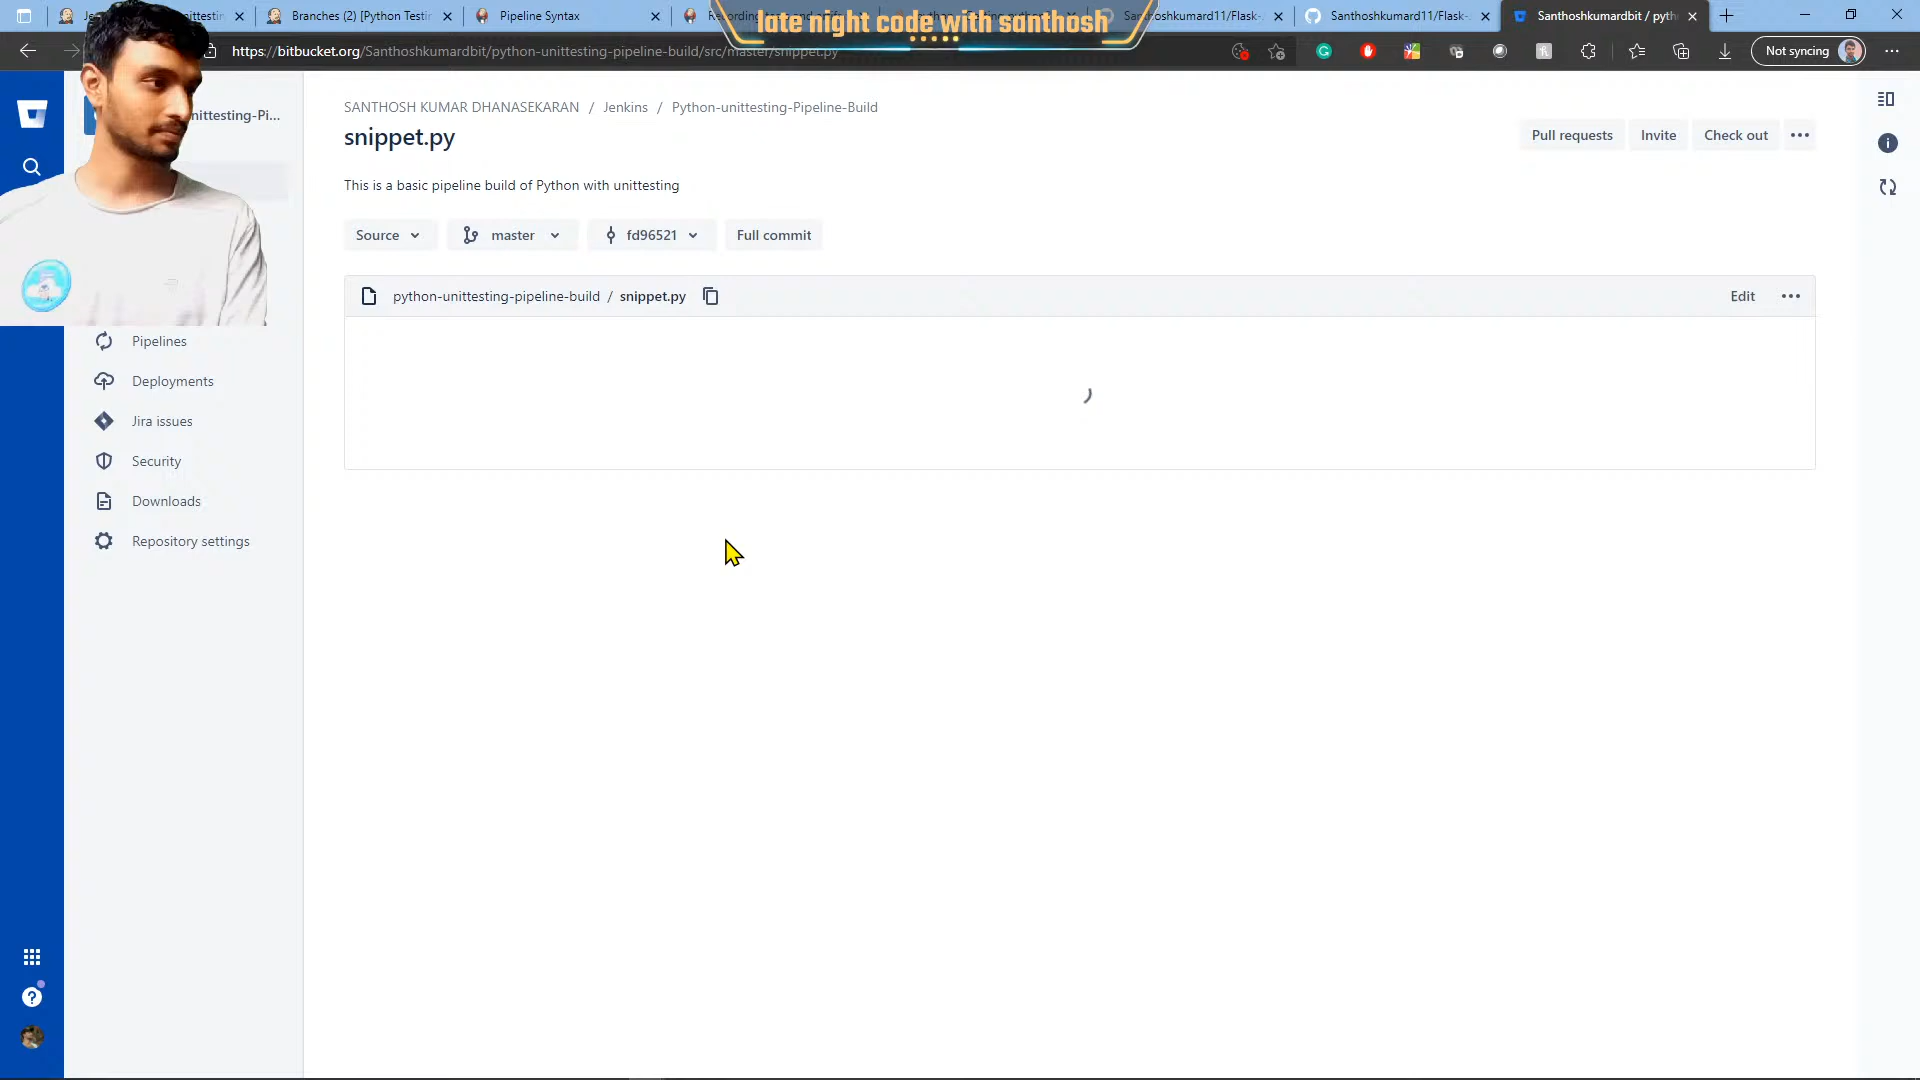 nittestin
Branches (2) [Python Testin
Pipeline Syntax
Santhoshkumard11/Flask-
Santhoshkumardbit / pyth
late night code with santhosh
https://bitbucket.org/Santhoshkumardbit/python-unittesting-pipeline-build/src/master/snippet.py
Not syncing
nittesting-Pi...
SANTHOSH KUMAR DHANASEKARAN / Jenkins / Python-unittesting-Pipeline-Build
snippet.py
Pull requests
Invite
Check out
This is a basic pipeline build of Python with unittesting
Source
master
fd96521
Full commit
python-unittesting-pipeline-build / snippet.py
Edit
Pipelines
Deployments
Jira issues
Security
Downloads
Repository settings